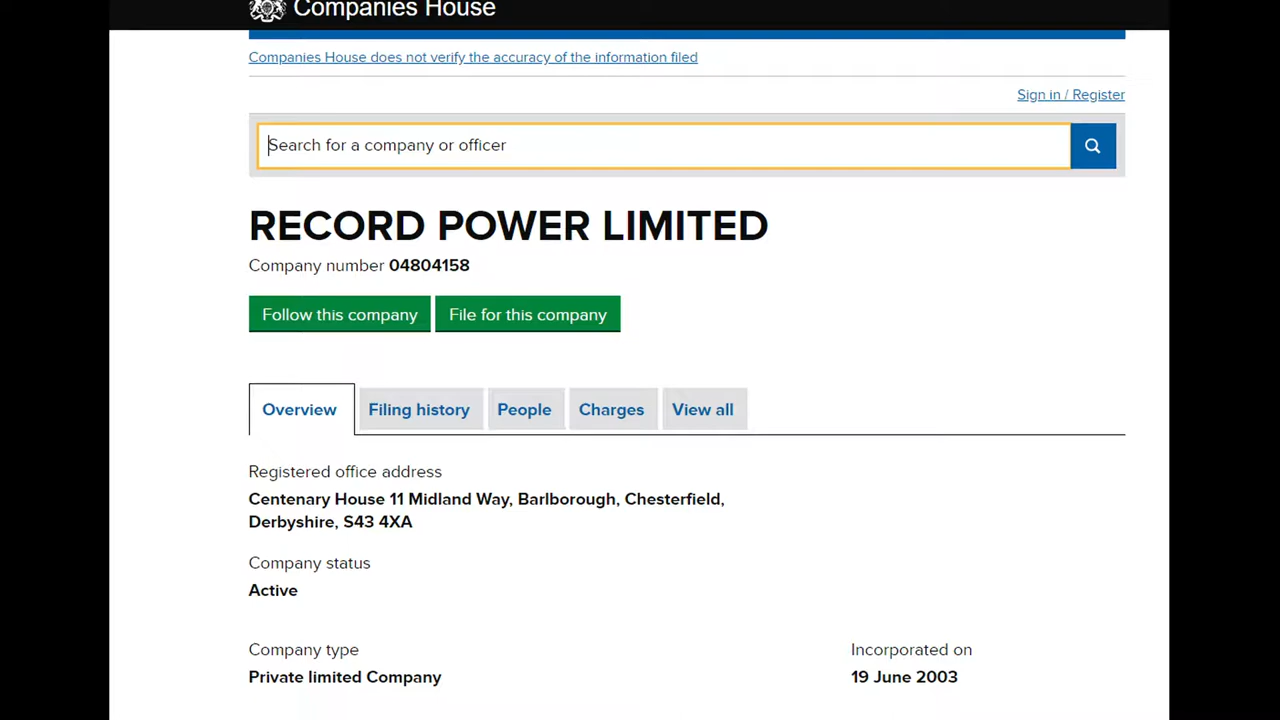 Companies House
Companies House does not verify the accuracy of the information filed
Sign in / Register
Search for a company or officer
RECORD POWER LIMITED
Company number 04804158
Follow this company File for this company
Overview Filing history People Charges View all
Registered office address
Centenary House 11 Midland Way, Barlborough, Chesterfield,
Derbyshire, S43 4XA
Company status
Active
Company type Incorporated on
Private limited Company 19 June 2003